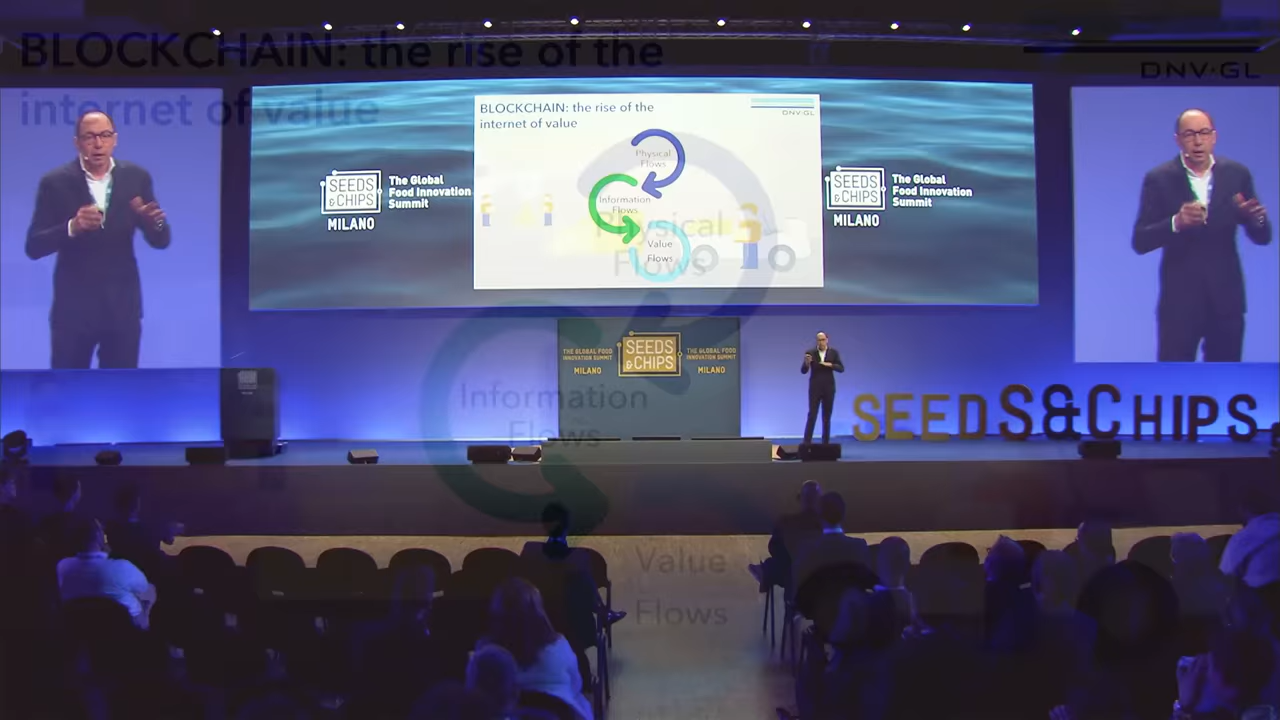 BLOCKCHAIN: the rise of the
internet of value
DNV·GL
BLOCKCHAIN: the rise of the
internet of value
DNV·GL
Physical
Flows
Information
Flows
Value
Flows
SEEDS
&CHIPS
The Global
Food Innovation
Summit
MILANO
SEEDS
&CHIPS
The Global
Food Innovation
Summit
MILANO
Physical
Flows
THE GLOBAL FOOD
INNOVATION SUMMIT
MILANO
SEEDS
&CHIPS
THE GLOBAL FOOD
INNOVATION SUMMIT
MILANO
SEEDS&CHIPS
Information
Flows
Value
Flows